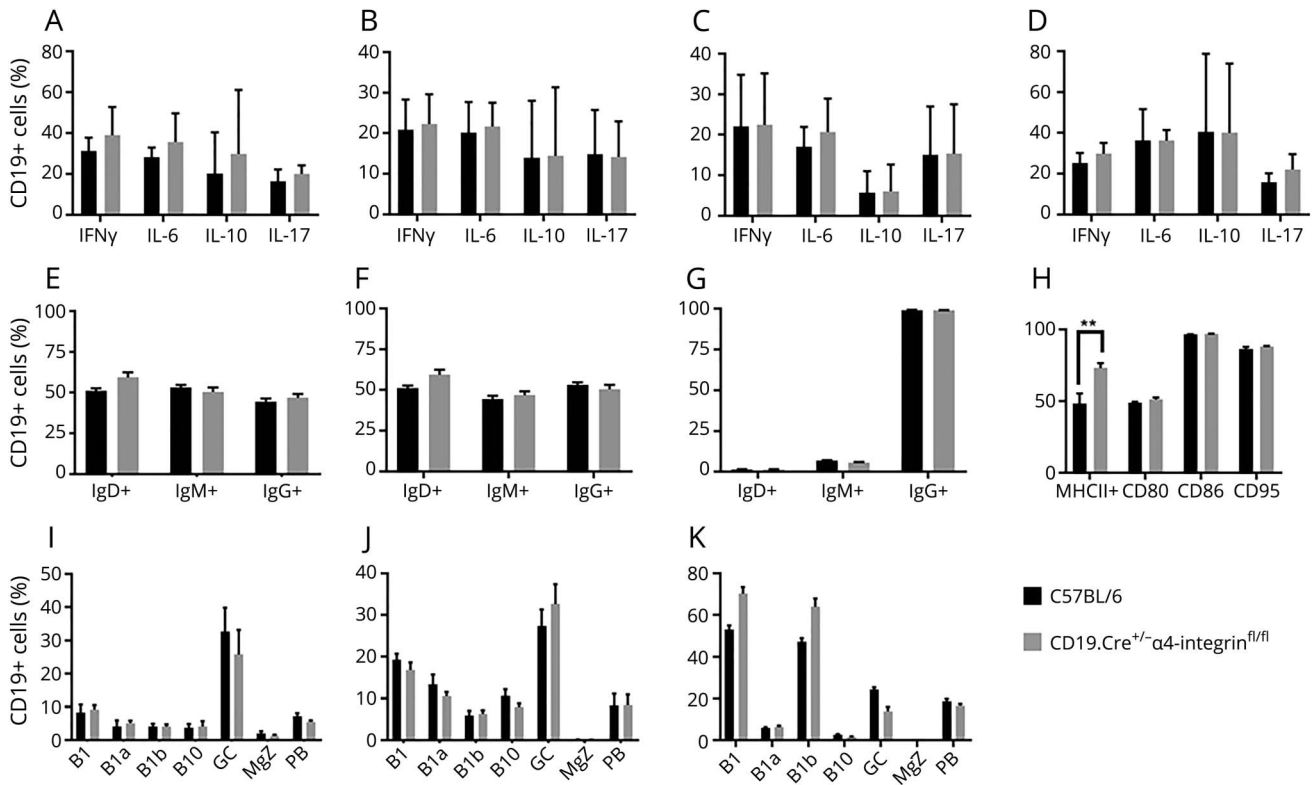 A
B
C
D
CD19+ cells (%)
80
60
40
20
0
IFNγ IL-6 IL-10 IL-17
40
30
20
10
0
IFNγ IL-6 IL-10 IL-17
40
30
20
10
0
IFNγ IL-6 IL-10 IL-17
80
60
40
20
0
IFNγ IL-6 IL-10 IL-17
E
F
G
H
CD19+ cells (%)
100
75
50
25
0
IgD+ IgM+ IgG+
100
75
50
25
0
IgD+ IgM+ IgG+
100
75
50
25
0
IgD+ IgM+ IgG+
**
100
50
0
MHCII+ CD80 CD86 CD95
I
J
K
CD19+ cells (%)
50
40
30
20
10
0
B1 B1a B1b B10 GC MgZ PB
40
30
20
10
0
B1 B1a B1b B10 GC MgZ PB
80
60
40
20
0
B1 B1a B1b B10 GC MgZ PB
C57BL/6
CD19.Cre+/−α4-integrinfl/fl